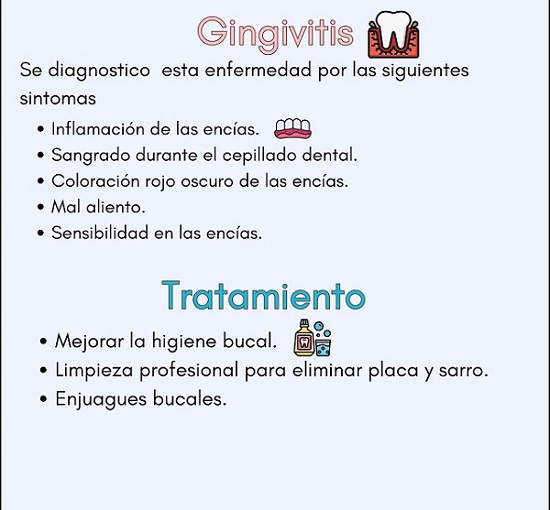 Gingivitis
Se diagnostico esta enfermedad por las siguientes
sintomas
• Inflamación de las encías.
• Sangrado durante el cepillado dental.
• Coloración rojo oscuro de las encías.
• Mal aliento.
• Sensibilidad en las encías.
Tratamiento
• Mejorar la higiene bucal.
• Limpieza profesional para eliminar placa y sarro.
• Enjuagues bucales.